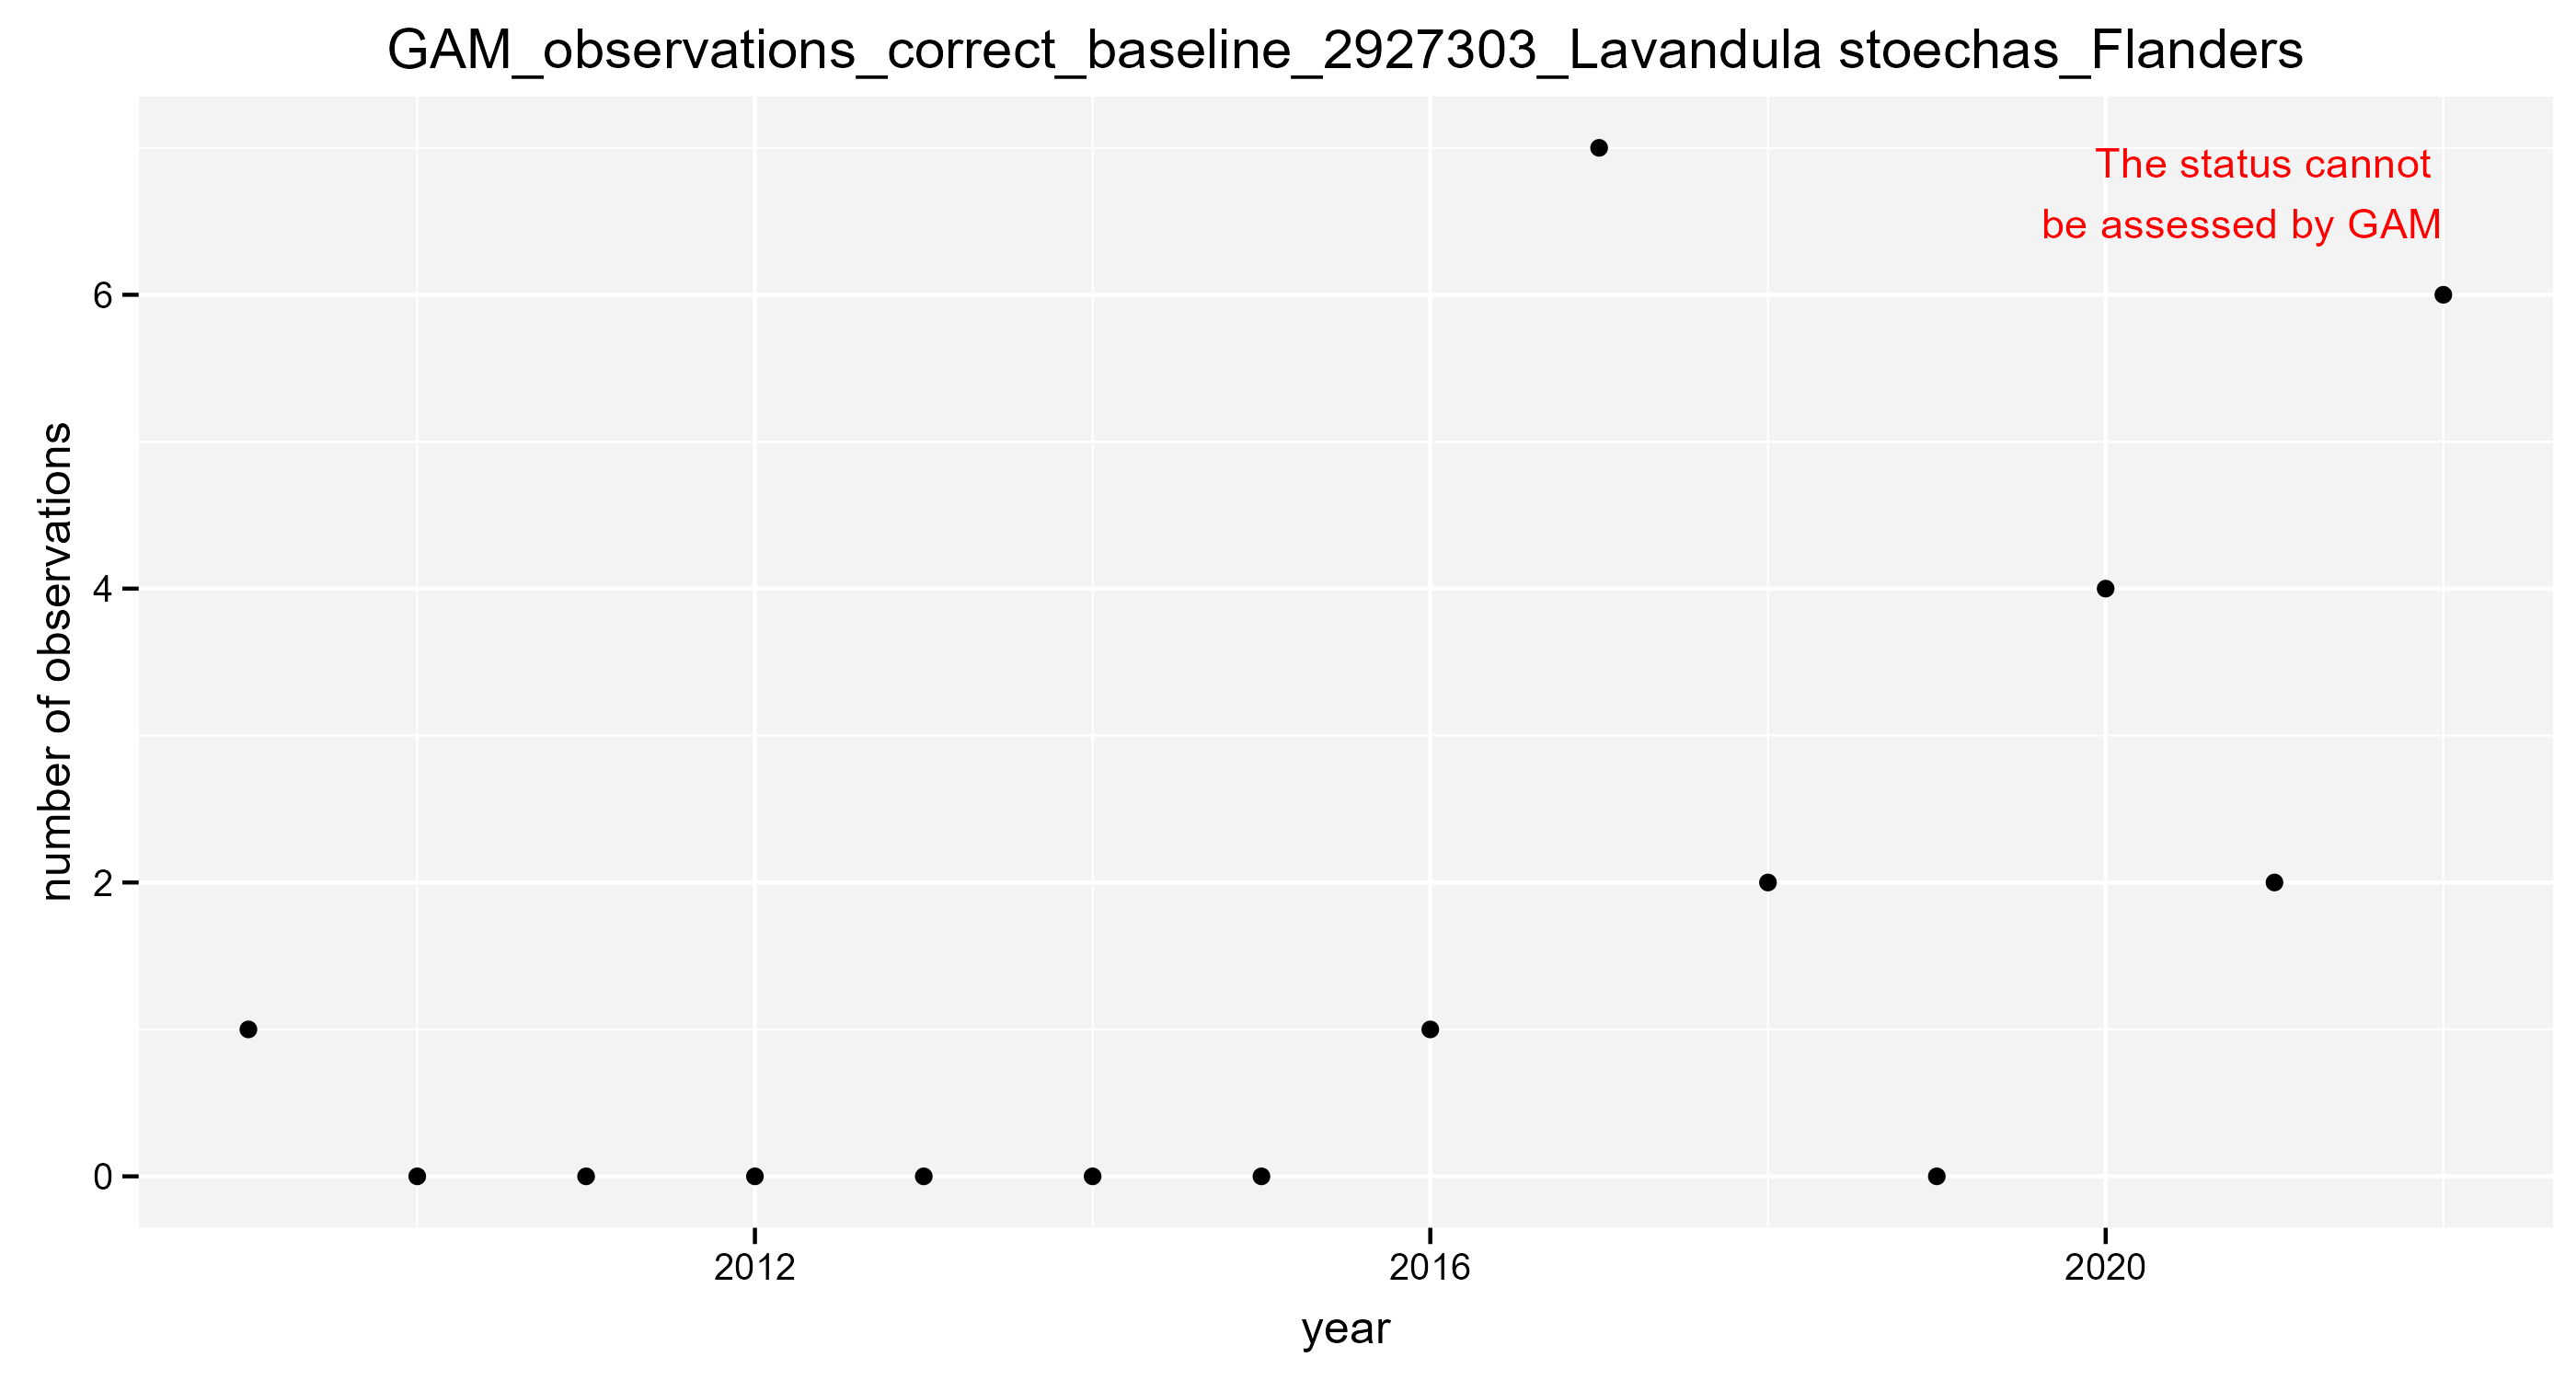 GAM_observations_correct_baseline_2927303_Lavandula stoechas_Flanders
The status cannot
be assessed by GAM
number of observations
6
4
2
0
2012
2016
2020
year